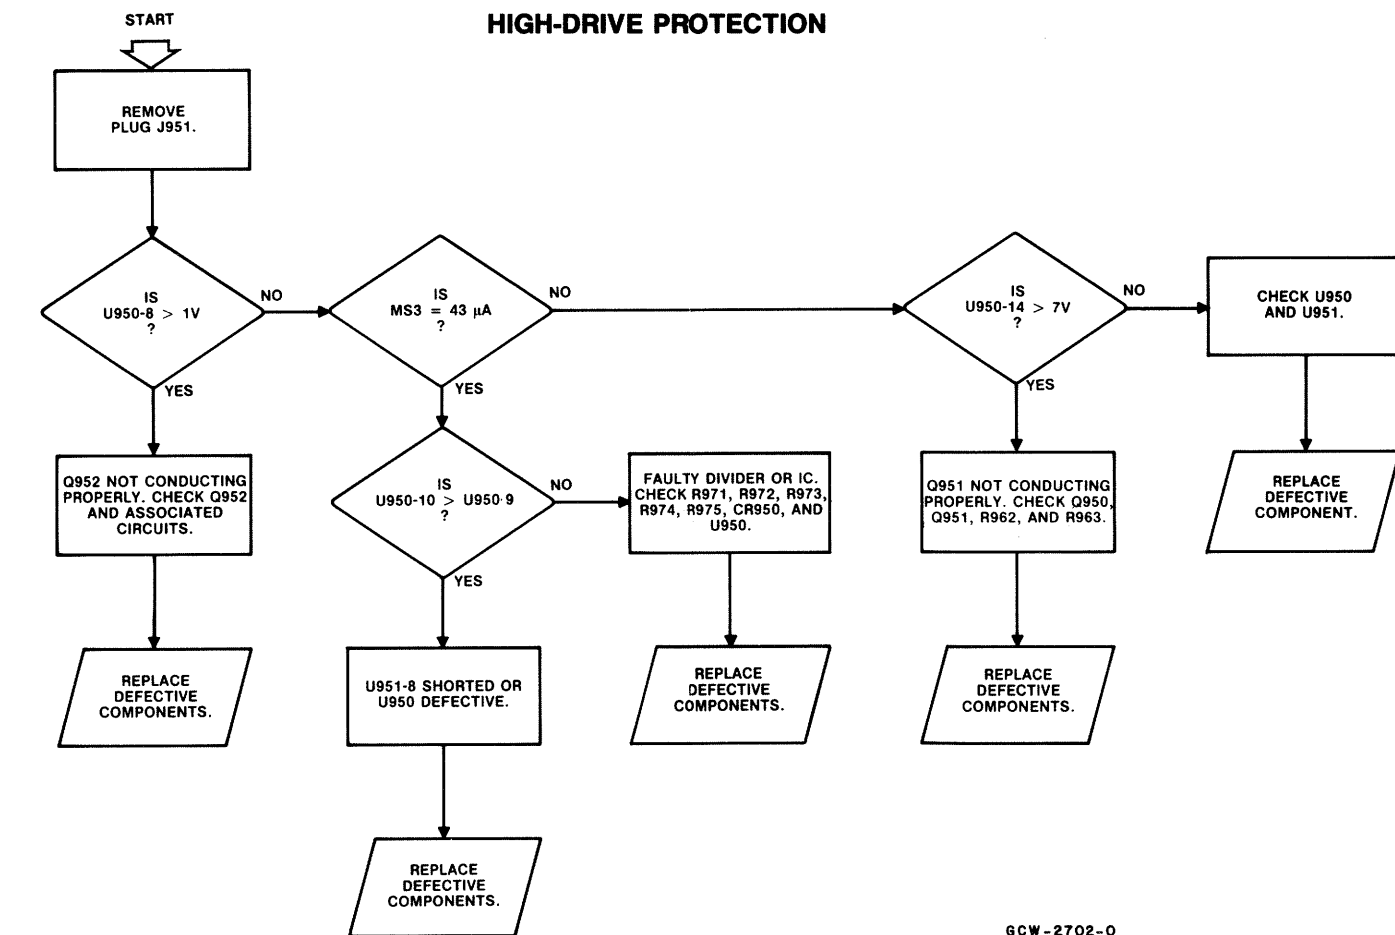 HIGH-DRIVE PROTECTION
START
REMOVE
PLUG J951.
IS
U950-8 > 1V
?
NO
YES
IS
MS3 = 43 µA
?
NO
YES
IS
U950-14 > 7V
?
NO
YES
CHECK U950
AND U951.
Q952 NOT CONDUCTING
PROPERLY. CHECK Q952
AND ASSOCIATED
CIRCUITS.
IS
U950-10 > U950-9
?
NO
YES
FAULTY DIVIDER OR IC.
CHECK R971, R972, R973,
R974, R975, CR950, AND
U950.
Q951 NOT CONDUCTING
PROPERLY. CHECK Q950,
Q951, R962, AND R963.
REPLACE
DEFECTIVE
COMPONENT.
REPLACE
DEFECTIVE
COMPONENTS.
U951-8 SHORTED OR
U950 DEFECTIVE.
REPLACE
DEFECTIVE
COMPONENTS.
REPLACE
DEFECTIVE
COMPONENTS.
REPLACE
DEFECTIVE
COMPONENTS.
GCW-2702-0